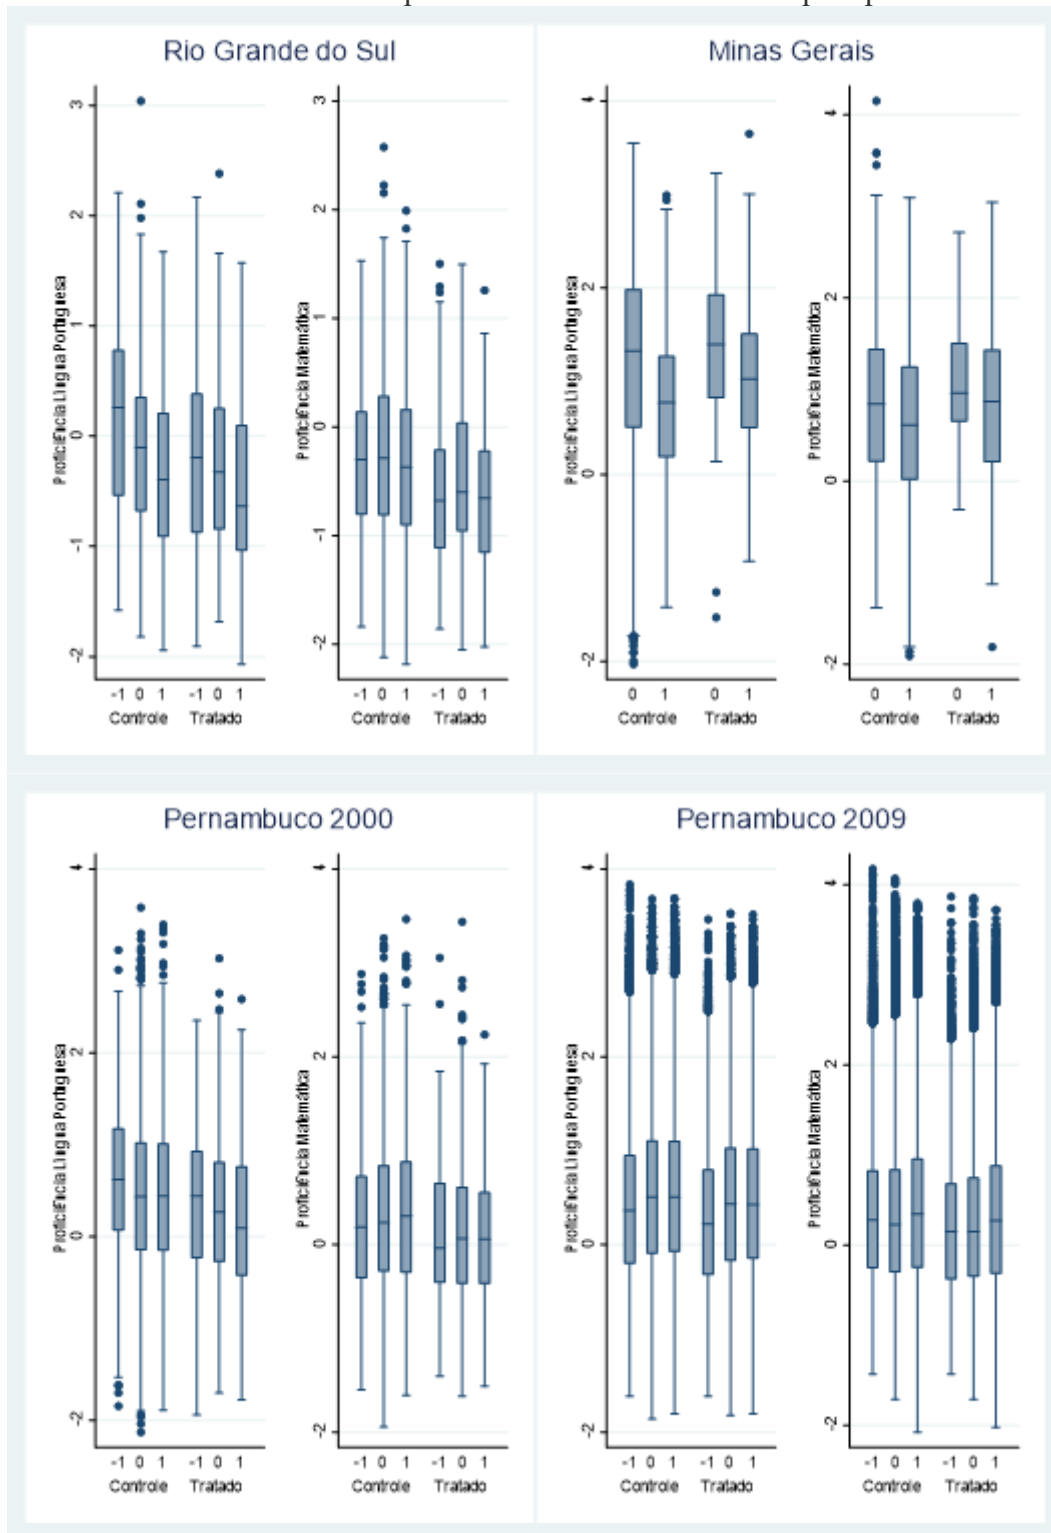 Rio Grande do Sul
Minas Gerais
Proficiência Língua Portuguesa
3
2
1
0
-1
-2
-1 0 1 -1 0 1
Controle Tratado
Proficiência Matemática
3
2
1
0
-1
-2
-1 0 1 -1 0 1
Controle Tratado
Proficiência Língua Portuguesa
4
2
0
-2
0 1 0 1
Controle Tratado
Proficiência Matemática
4
2
0
-2
0 1 0 1
Controle Tratado
Pernambuco 2000
Pernambuco 2009
Proficiência Língua Portuguesa
4
2
0
-2
-1 0 1 -1 0 1
Controle Tratado
Proficiência Matemática
4
2
0
-2
-1 0 1 -1 0 1
Controle Tratado
Proficiência Língua Portuguesa
4
2
0
-2
-1 0 1 -1 0 1
Controle Tratado
Proficiência Matemática
4
2
0
-2
-1 0 1 -1 0 1
Controle Tratado